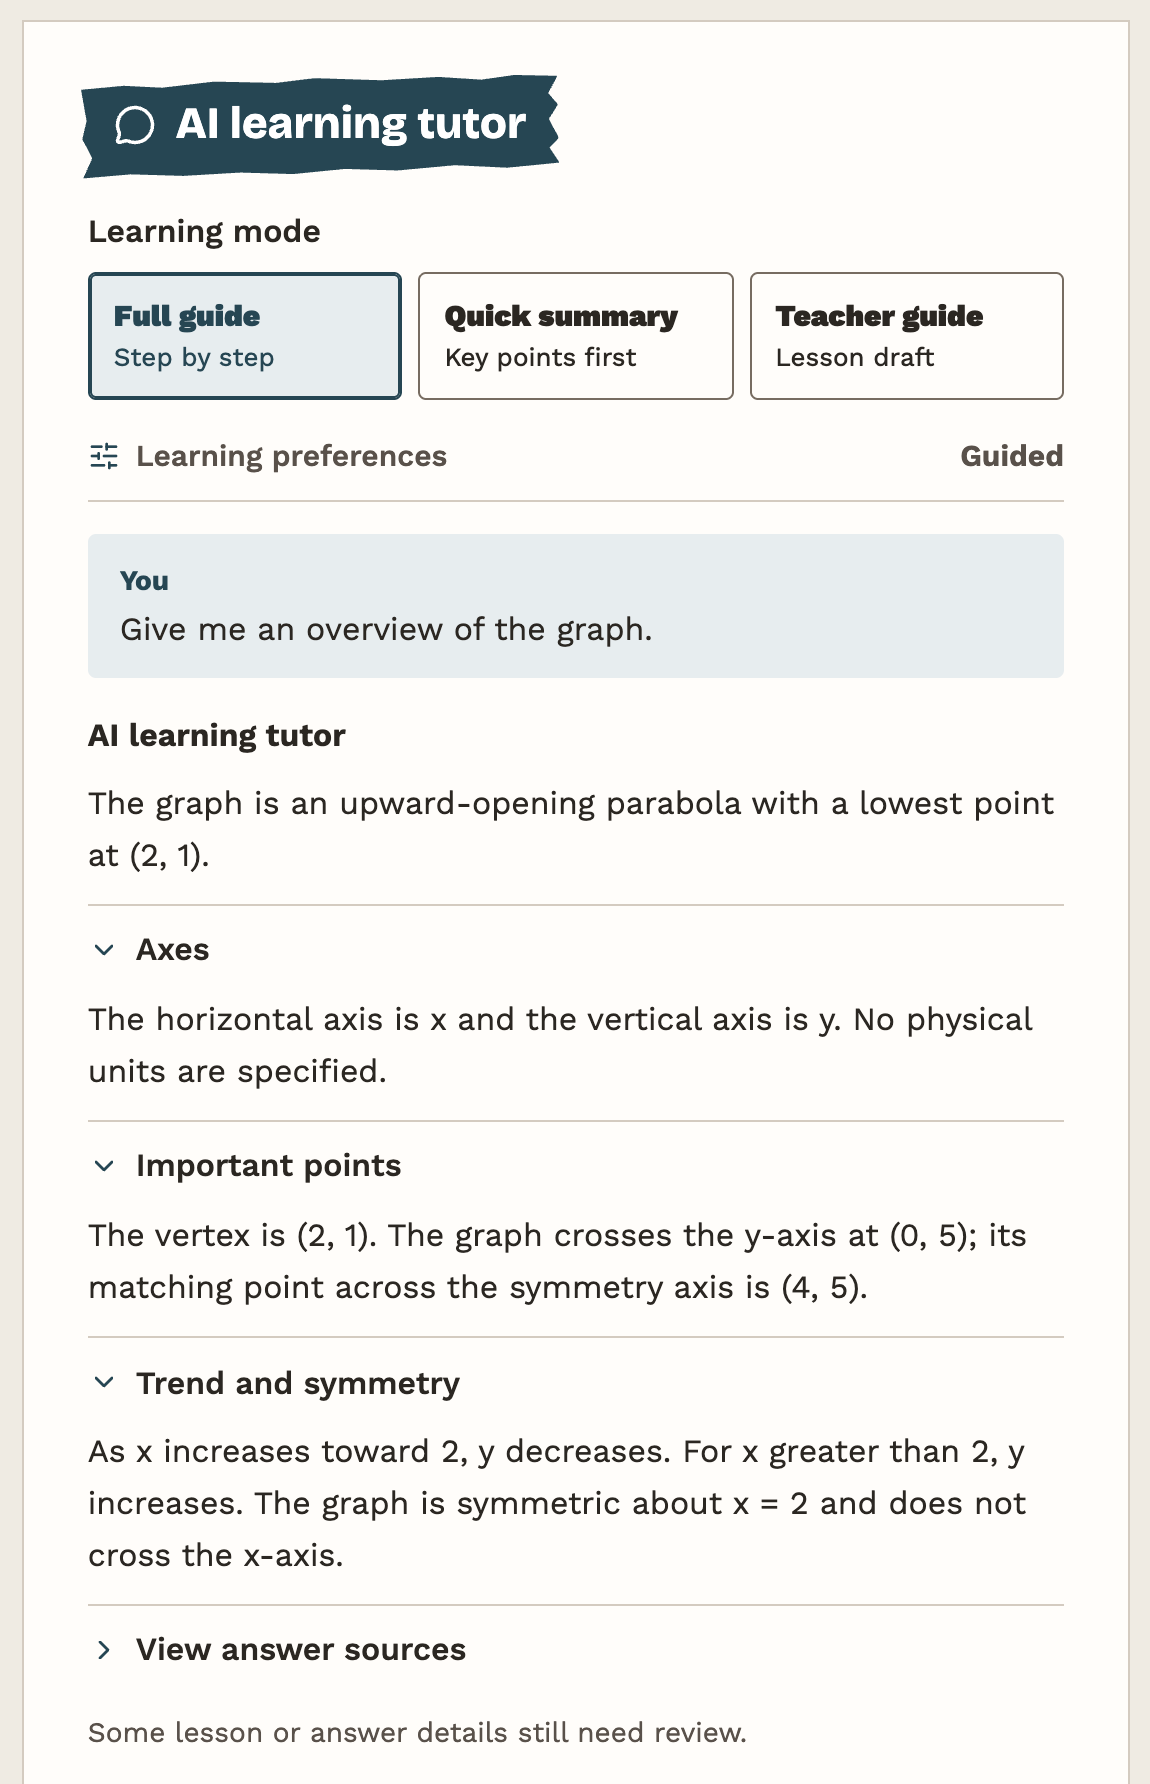 AI learning tutor
Learning mode
Full guide
Step by step
Quick summary
Key points first
Teacher guide
Lesson draft
Learning preferences
Guided
You
Give me an overview of the graph.
AI learning tutor
The graph is an upward-opening parabola with a lowest point
at (2, 1).
Axes
The horizontal axis is x and the vertical axis is y. No physical
units are specified.
Important points
The vertex is (2, 1). The graph crosses the y-axis at (0, 5); its
matching point across the symmetry axis is (4, 5).
Trend and symmetry
As x increases toward 2, y decreases. For x greater than 2, y
increases. The graph is symmetric about x = 2 and does not
cross the x-axis.
View answer sources
Some lesson or answer details still need review.